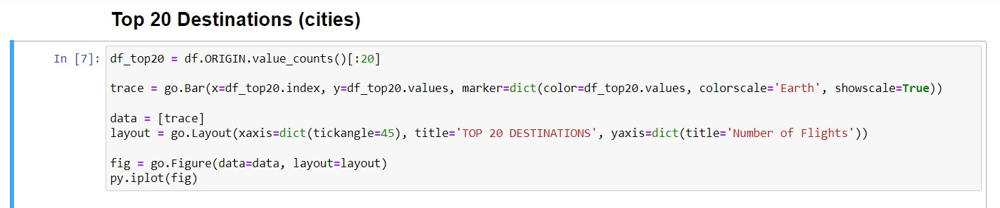 Top 20 Destinations (cities)
In [7]:
df_top20 = df.ORIGIN.value_counts()[:20]
trace = go.Bar(x=df_top20.index, y=df_top20.values, marker=dict(color=df_top20.values, colorscale='Earth', showscale=True))
data = [trace]
layout = go.Layout(xaxis=dict(tickangle=45), title='TOP 20 DESTINATIONS', yaxis=dict(title='Number of Flights'))
fig = go.Figure(data=data, layout=layout)
py.iplot(fig)